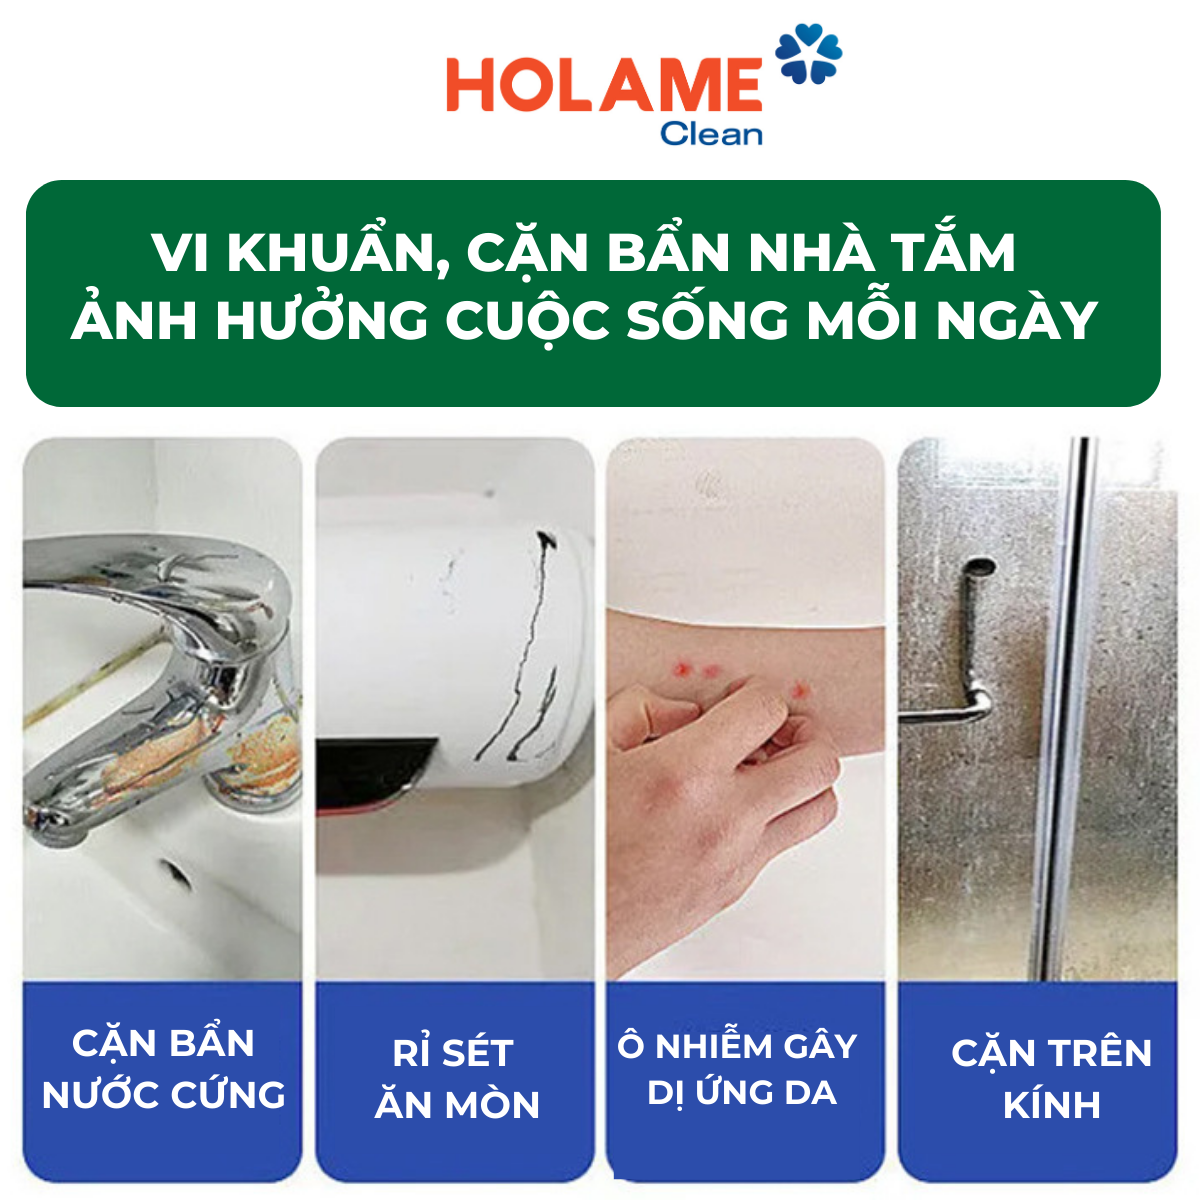 HOLAME
Clean
VI KHUẨN, CẶN BẨN NHÀ TẮM
ẢNH HƯỞNG CUỘC SỐNG MỖI NGÀY
CẶN BẨN
NƯỚC CỨNG
RỈ SÉT
ĂN MÒN
Ô NHIỄM GÂY
DỊ ỨNG DA
CẶN TRÊN
KÍNH